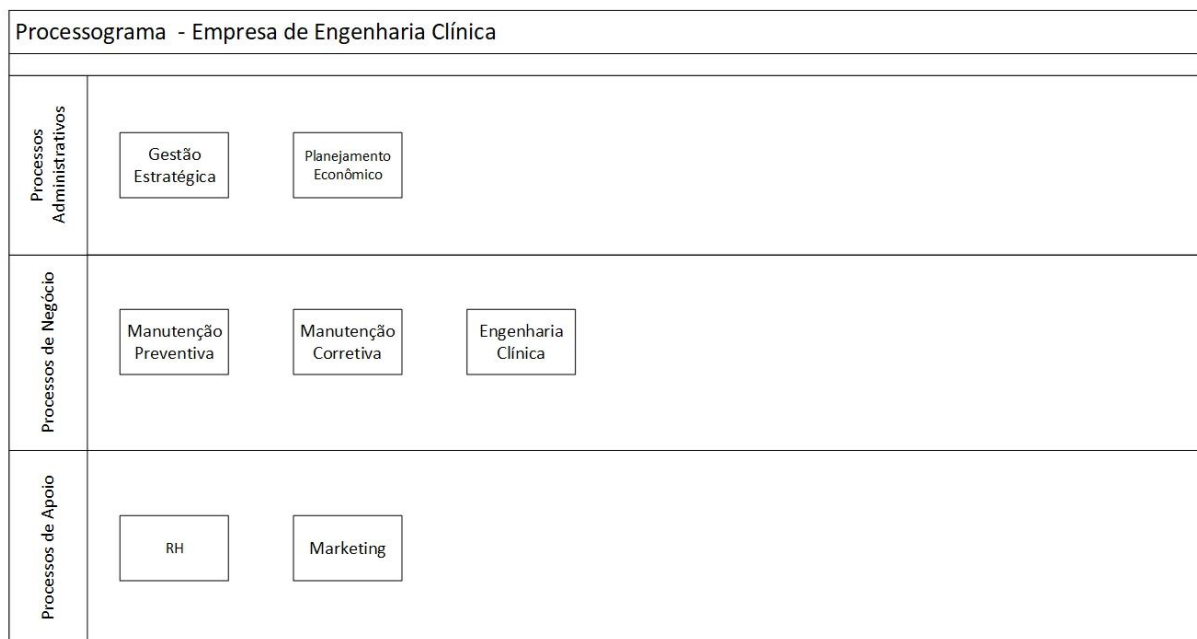 Processograma - Empresa de Engenharia Clínica
Processos
Administrativos
Gestão
Estratégica
Planejamento
Econômico
Processos de Negócio
Manutenção
Preventiva
Manutenção
Corretiva
Engenharia
Clínica
Processos de Apoio
RH
Marketing